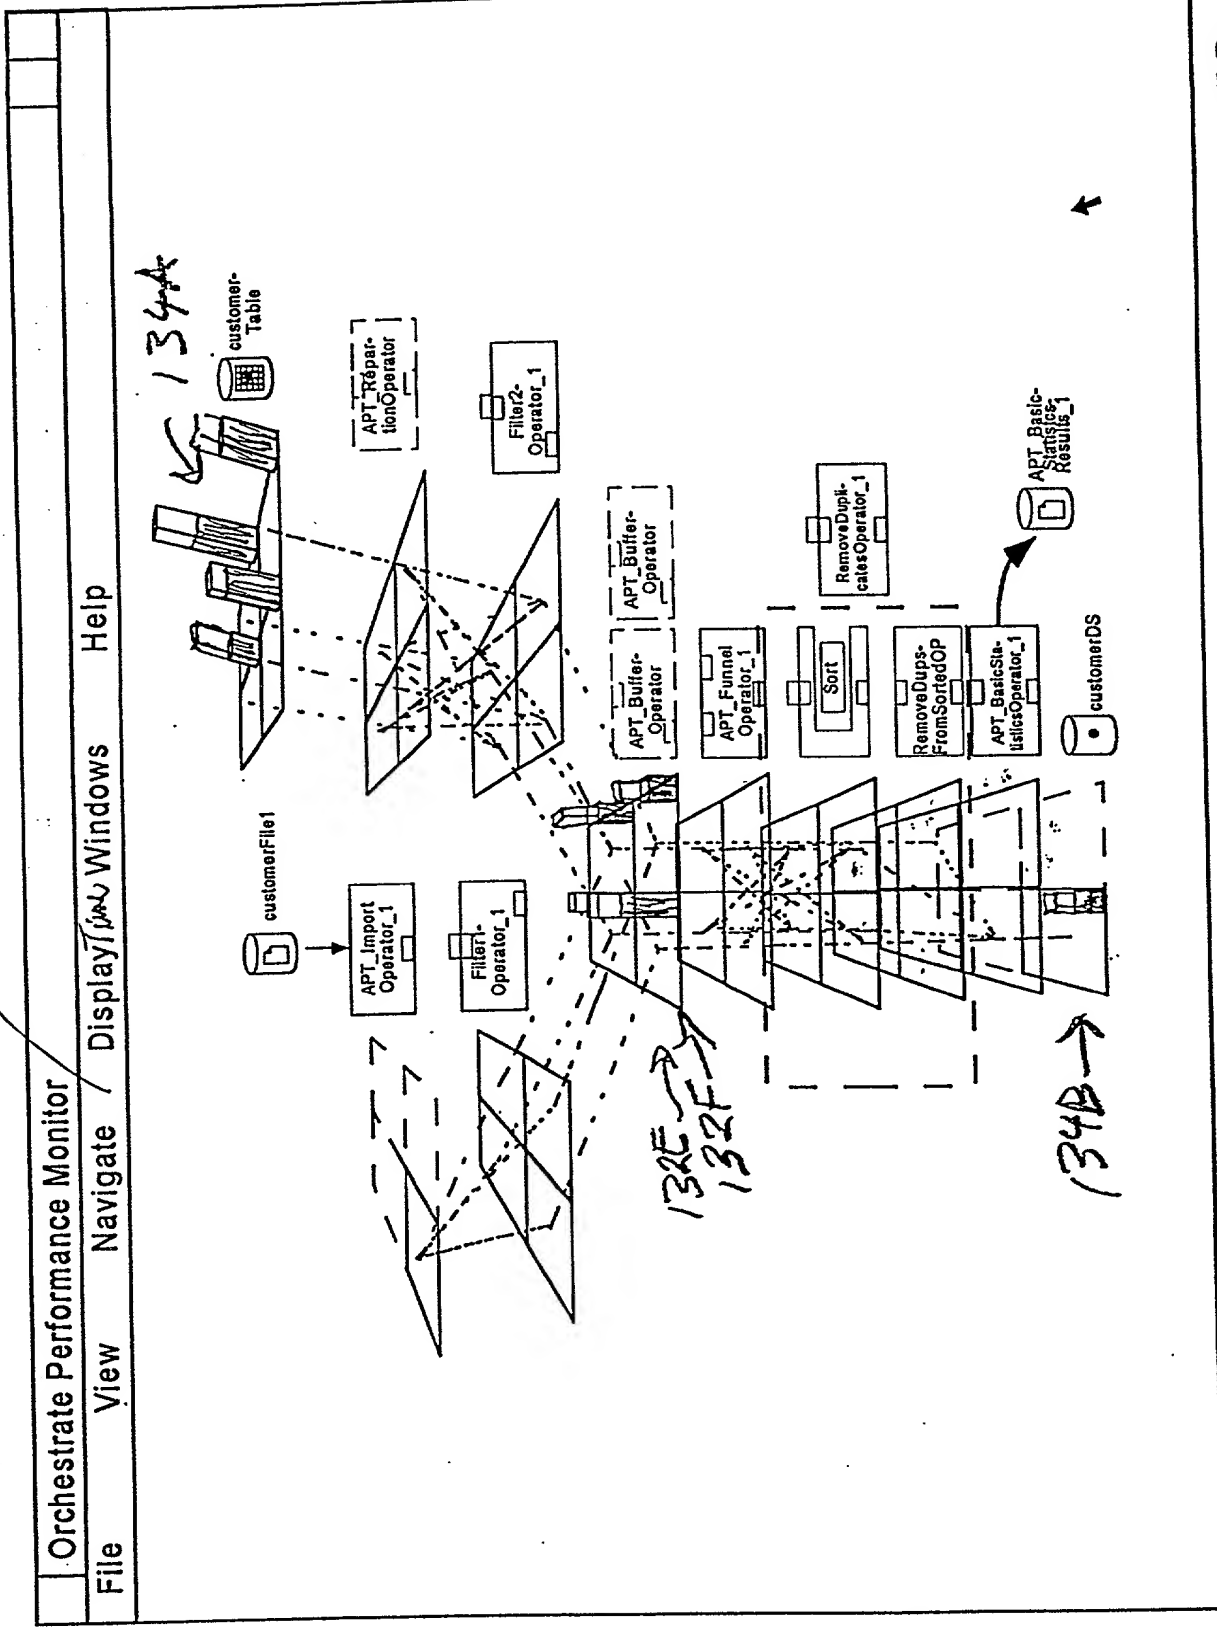 Orchestrate Performance Monitor
File View Navigate Display Windows Help
134A
customerFile1
customer-
Table
APT_Import
Operator_1
APT_Repar-
tionOperator
Filter1-
Operator_1
Filter2-
Operator_1
APT_Buffer-
Operator
APT_Buffer-
Operator
132E
132F
APT_Funnel
Operator_1
Sort
RemoveDupli-
catesOperator_1
RemoveDups-
FromSortedOP
APT_BasicSta-
tisticsOperator_1
APT_Basic-
Statistics-
Results_1
134B
customerDS